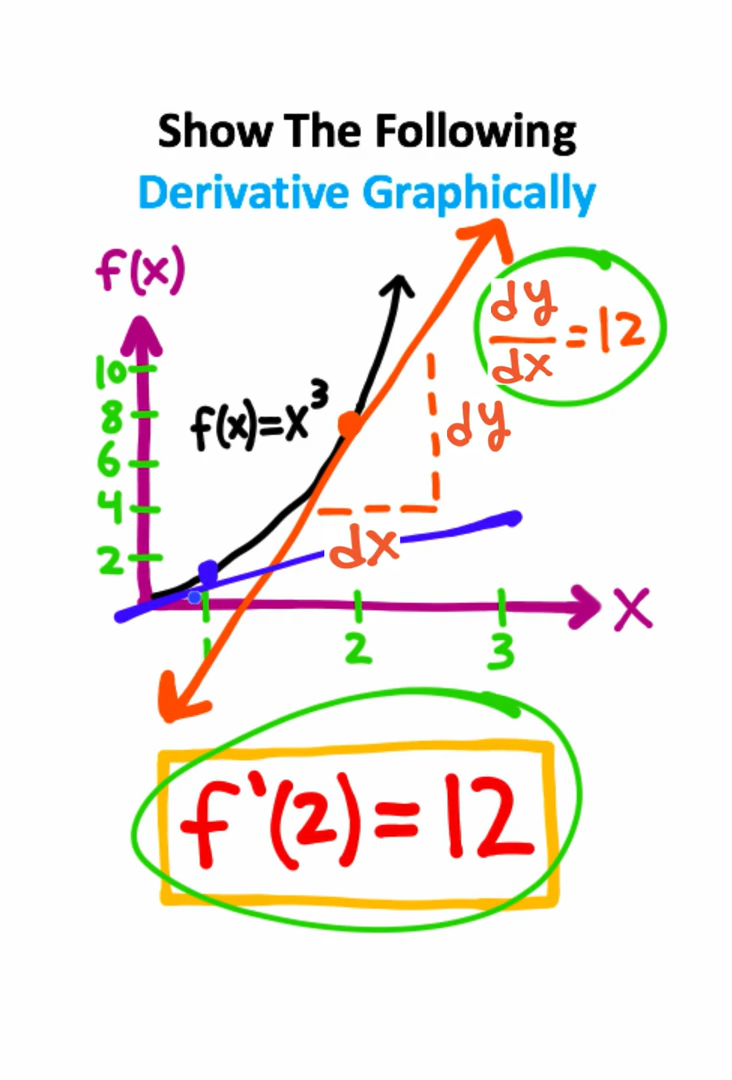 Show The Following
Derivative Graphically
f(x)
dy/dx = 12
10
8
f(x)=x³
dy
6
4
2
dx
x
1
2
3
f'(2) = 12